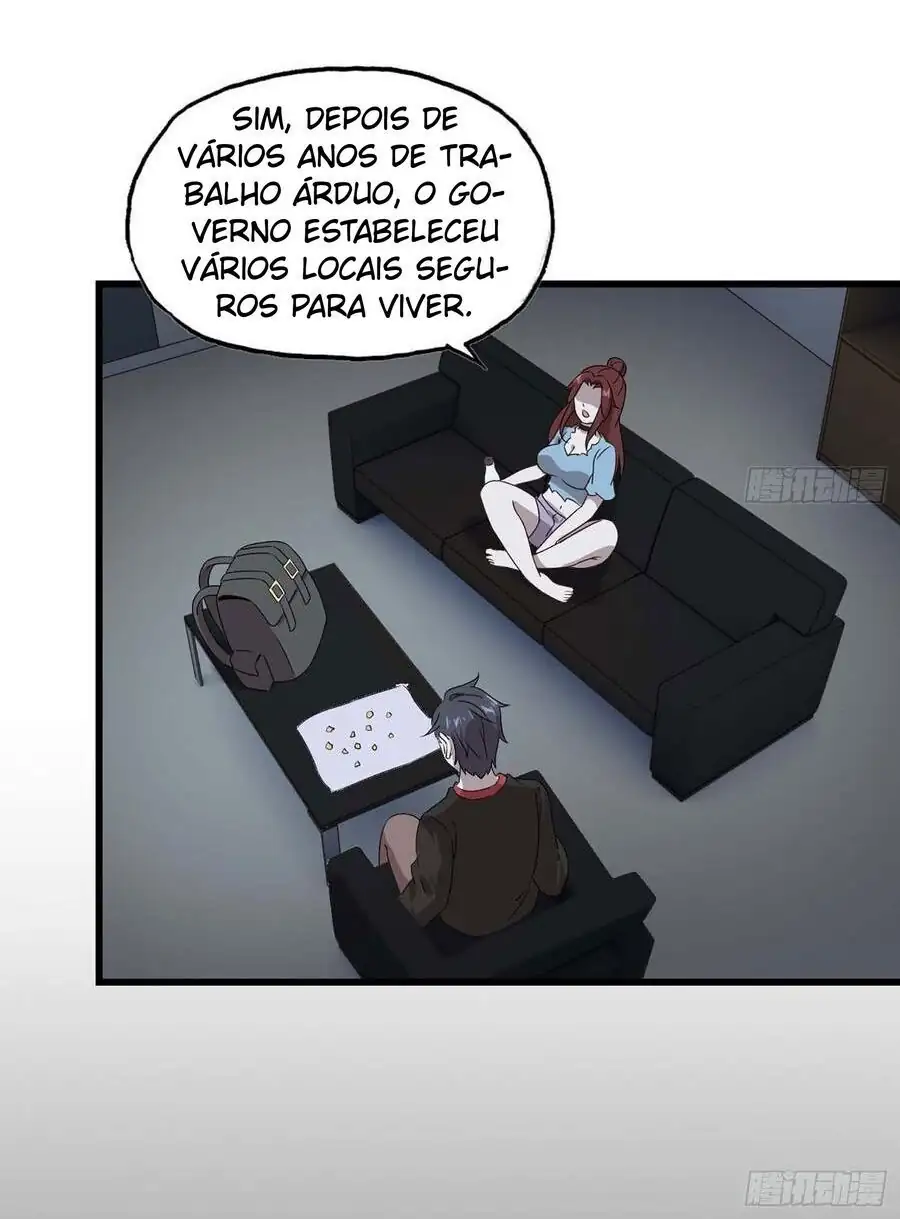 SIM, DEPOIS DE
VÁRIOS ANOS DE TRA-
BALHO ÁRDUO, O GO-
VERNO ESTABELECEU
VÁRIOS LOCAIS SEGU-
ROS PARA VIVER.
腾讯动漫
腾讯动漫